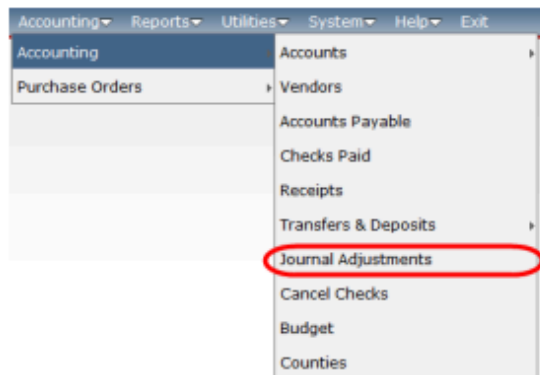 Accounting Reports Utilities System Help Exit
Accounting
Purchase Orders
Accounts
Vendors
Accounts Payable
Checks Paid
Receipts
Transfers & Deposits
Journal Adjustments
Cancel Checks
Budget
Counties